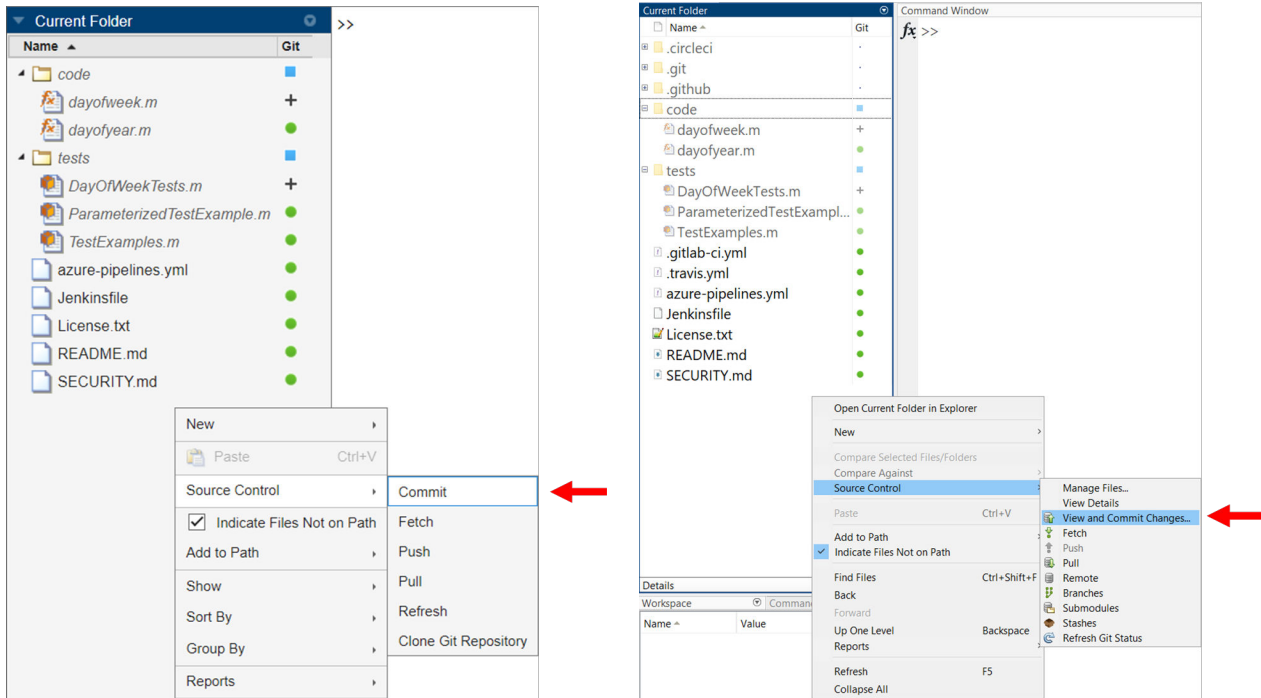 Current Folder
Name Git
code
dayofweek.m
dayofyear.m
tests
DayOfWeekTests.m
ParameterizedTestExample.m
TestExamples.m
azure-pipelines.yml
Jenkinsfile
License.txt
README.md
SECURITY.md
>>
New
Paste Ctrl+V
Source Control
Indicate Files Not on Path
Add to Path
Show
Sort By
Group By
Reports
Commit
Fetch
Push
Pull
Refresh
Clone Git Repository
Current Folder
Name Git
.circleci
.git
.github
code
dayofweek.m
dayofyear.m
tests
DayOfWeekTests.m
ParameterizedTestExampl...
TestExamples.m
.gitlab-ci.yml
.travis.yml
azure-pipelines.yml
Jenkinsfile
License.txt
README.md
SECURITY.md
Command Window
fx >>
Open Current Folder in Explorer
New
Compare Selected Files/Folders
Compare Against
Source Control
Paste Ctrl+V
Add to Path
Indicate Files Not on Path
Find Files Ctrl+Shift+F
Back
Forward
Up One Level Backspace
Reports
Refresh F5
Collapse All
Manage Files...
View Details
View and Commit Changes...
Fetch
Push
Pull
Remote
Branches
Submodules
Stashes
Refresh Git Status
Details
Workspace
Name Value